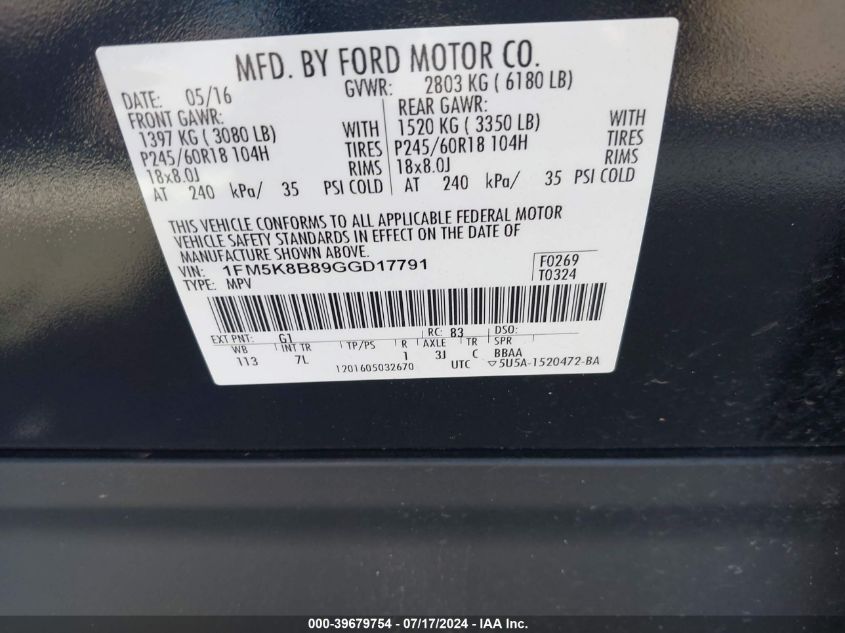 MFD. BY FORD MOTOR CO.
DATE: 05/16 GVWR: 2803 KG ( 6180 LB)
FRONT GAWR: REAR GAWR:
1397 KG ( 3080 LB) WITH 1520 KG ( 3350 LB) WITH
P245/60R18 104H TIRES P245/60R18 104H TIRES
18x8.0J RIMS 18x8.0J RIMS
AT 240 kPa/ 35 PSI COLD AT 240 kPa/ 35 PSI COLD
THIS VEHICLE CONFORMS TO ALL APPLICABLE FEDERAL MOTOR
VEHICLE SAFETY STANDARDS IN EFFECT ON THE DATE OF
MANUFACTURE SHOWN ABOVE.
VIN: 1FM5K8B89GGD17791 F0269
TYPE: MPV T0324
EXT PNT: G1 RC: 83 DSO:
WB INT TR TP/PS R AXLE TR SPR
113 7L 1 3J C BBAA
1201605032670 UTC ▽5U5A-1520472-BA
000-39679754 / 07/17/2024 - IAA Inc.